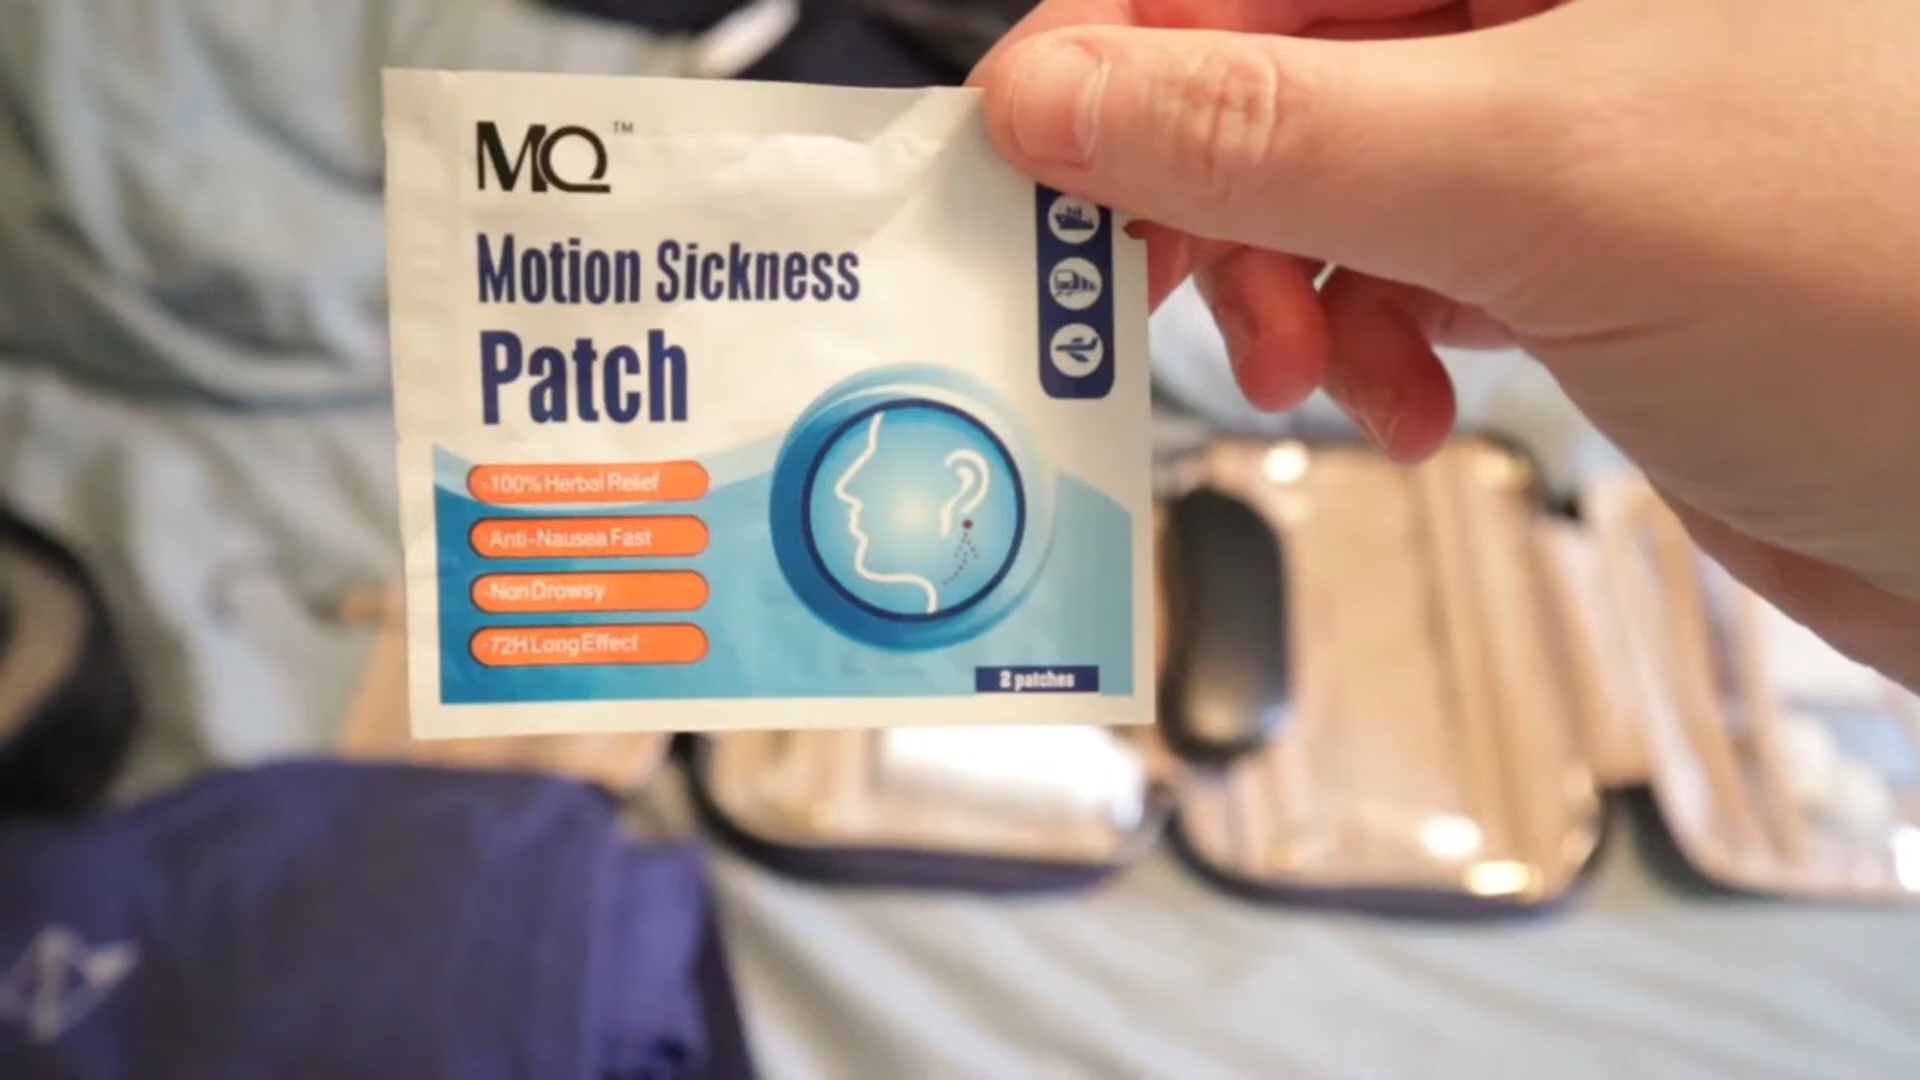 MQ™
Motion Sickness
Patch
·100% Herbal Relief
·Anti-Nausea Fast
·Non Drowsy
·72H Long Effect
2 patches